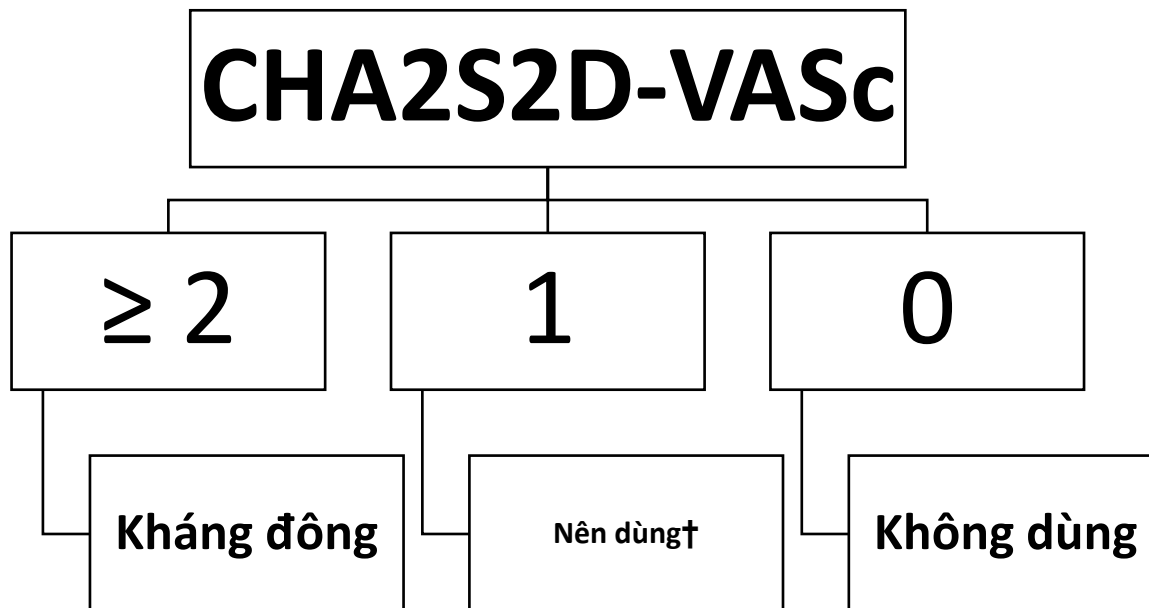 CHA2S2D-VASc
≥ 2
1
0
Kháng đông
Nên dùng†
Không dùng